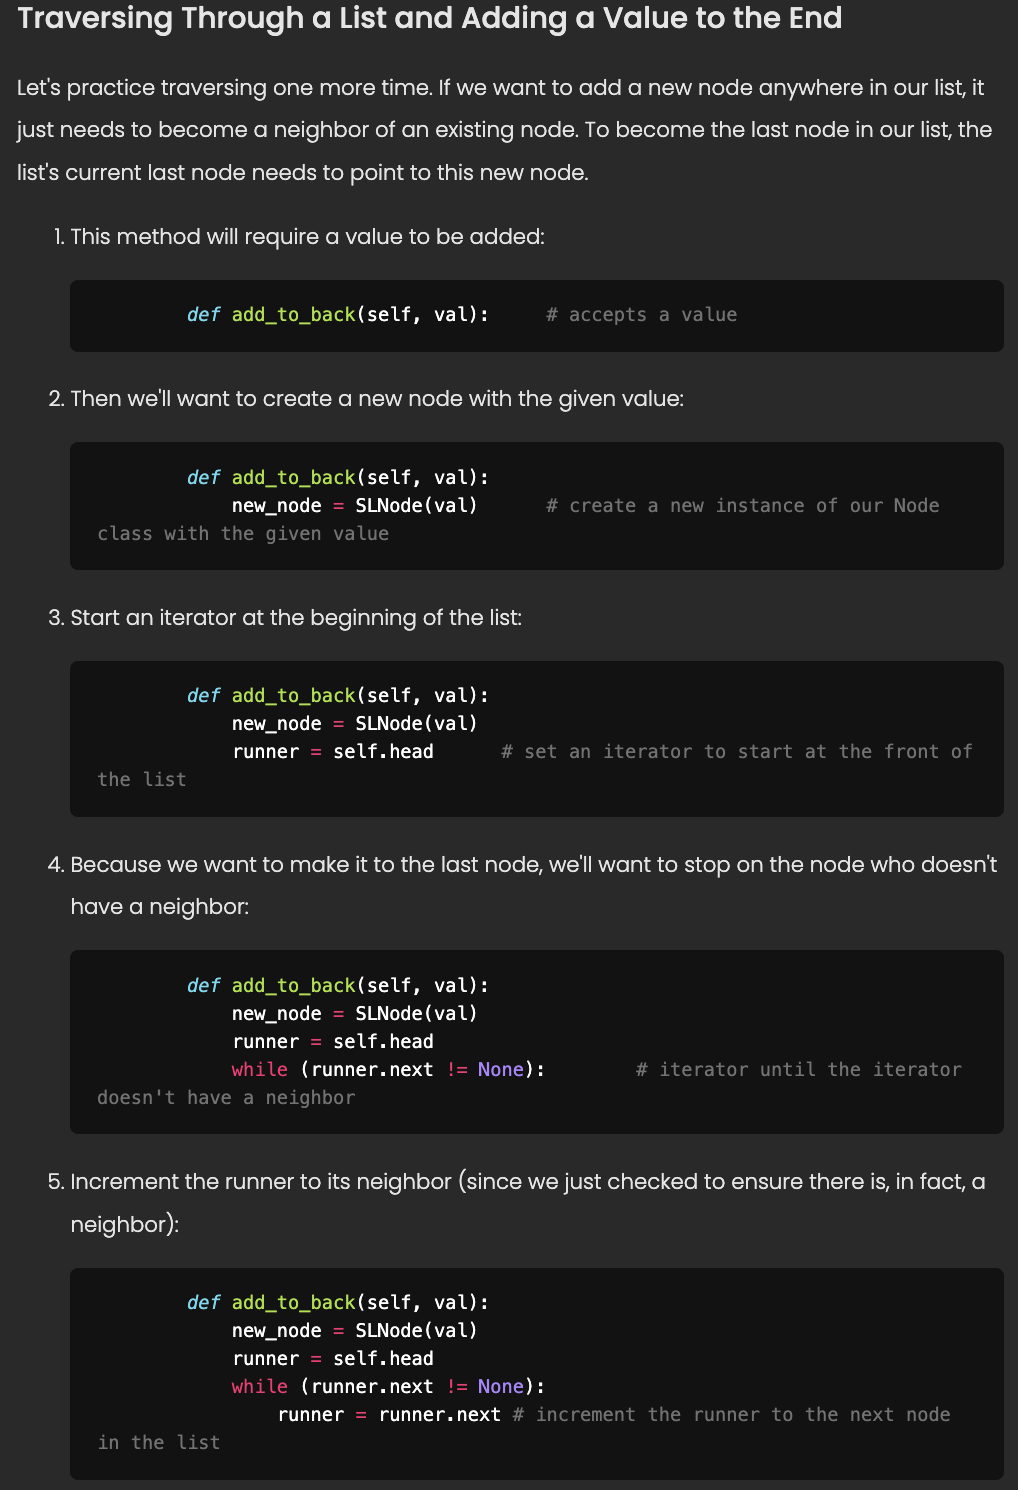 Traversing Through a List and Adding a Value to the End
Let's practice traversing one more time. If we want to add a new node anywhere in our list, it
just needs to become a neighbor of an existing node. To become the last node in our list, the
list's current last node needs to point to this new node.
1. This method will require a value to be added:
def add_to_back(self, val):     # accepts a value
2. Then we'll want to create a new node with the given value:
def add_to_back(self, val):
    new_node = SLNode(val)      # create a new instance of our Node
class with the given value
3. Start an iterator at the beginning of the list:
def add_to_back(self, val):
    new_node = SLNode(val)
    runner = self.head      # set an iterator to start at the front of
the list
4. Because we want to make it to the last node, we'll want to stop on the node who doesn't
have a neighbor:
def add_to_back(self, val):
    new_node = SLNode(val)
    runner = self.head
    while (runner.next != None):        # iterator until the iterator
doesn't have a neighbor
5. Increment the runner to its neighbor (since we just checked to ensure there is, in fact, a
neighbor):
def add_to_back(self, val):
    new_node = SLNode(val)
    runner = self.head
    while (runner.next != None):
        runner = runner.next # increment the runner to the next node
in the list